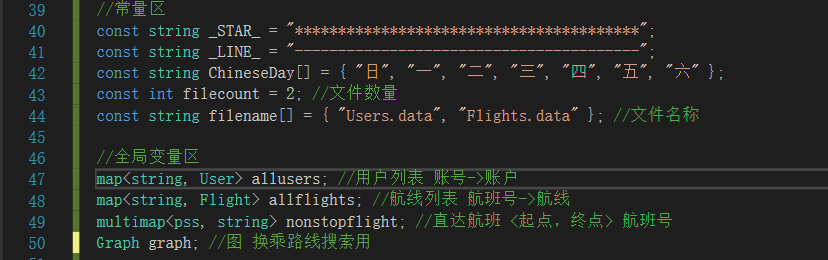 39 //常量区
40 const string _STAR_ = "****************************************";
41 const string _LINE_ = "----------------------------------------";
42 const string ChineseDay[] = { "日", "一", "二", "三", "四", "五", "六" };
43 const int filecount = 2; //文件数量
44 const string filename[] = { "Users.data", "Flights.data" }; //文件名称
45
46 //全局变量区
47 map<string, User> allusers; //用户列表 账号->账户
48 map<string, Flight> allflights; //航线列表 航班号->航线
49 multimap<pss, string> nonstopflight; //直达航班 <起点, 终点> 航班号
50 Graph graph; //图 换乘路线搜索用